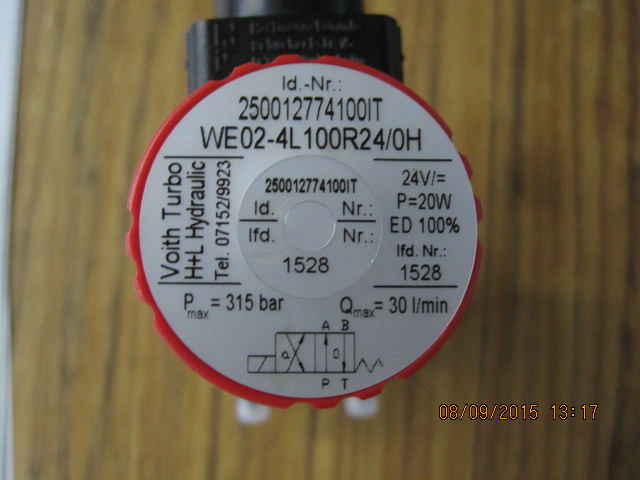 Id.-Nr.:
250012774100IT
WE02-4L100R24/0H
Voith Turbo
H+L Hydraulic
Tel. 07152/9923
250012774100IT
Id. Nr.:
lfd. Nr.:
1528
24V/=
P=20W
ED 100%
lfd. Nr.:
1528
Pmax = 315 bar
Qmax= 30 l/min
A B
a 0
P T
08/09/2015 13:17